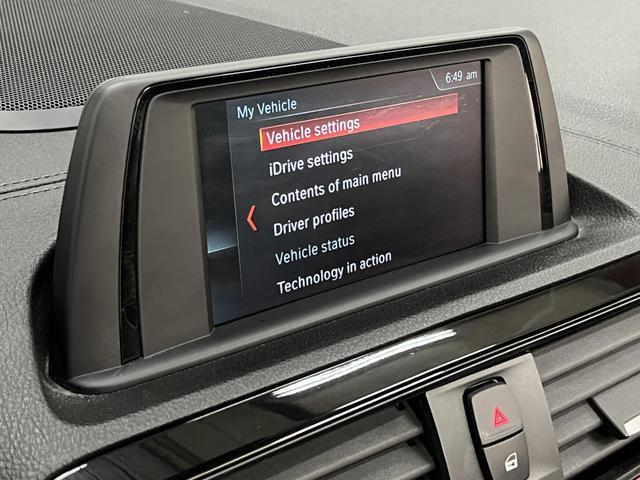 6:49 am
My Vehicle
Vehicle settings
iDrive settings
Contents of main menu
Driver profiles
Vehicle status
Technology in action